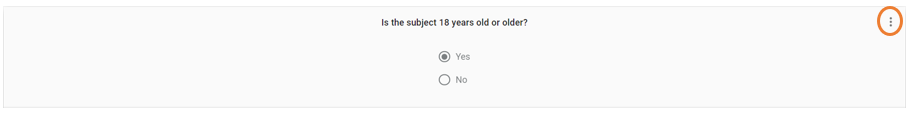 Is the subject 18 years old or older?
Yes
No